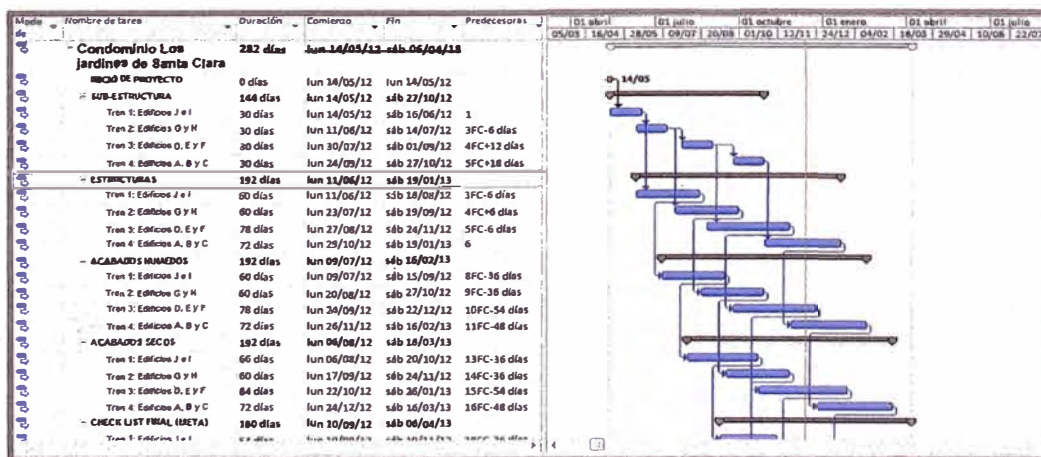 Modo Nombre de tarea Duración Comienzo Fin Predecesoras
01 abril 01 julio 01 octubre 01 enero 01 abril 01 julio
05/03 16/04 28/05 09/07 20/08 01/10 12/11 24/12 04/02 18/03 29/04 10/06 22/07
- Condominio Los jardines de Santa Clara 282 días lun 14/05/12 sáb 06/04/13
INICIO DE PROYECTO 0 días lun 14/05/12 lun 14/05/12
14/05
- SUB-ESTRUCTURA 144 días lun 14/05/12 sáb 27/10/12
Tren 1: Edificios J e I 30 días lun 14/05/12 sáb 16/06/12 1
Tren 2: Edificios G y H 30 días lun 11/06/12 sáb 14/07/12 3FC-6 días
Tren 3: Edificios D, E y F 30 días lun 30/07/12 sáb 01/09/12 4FC+12 días
Tren 4: Edificios A, B y C 30 días lun 24/09/12 sáb 27/10/12 5FC+18 días
- ESTRUCTURAS 192 días lun 11/06/12 sáb 19/01/13
Tren 1: Edificios J e I 60 días lun 11/06/12 sáb 18/08/12 3FC-6 días
Tren 2: Edificios G y H 60 días lun 23/07/12 sáb 29/09/12 4FC+6 días
Tren 3: Edificios D, E y F 78 días lun 27/08/12 sáb 24/11/12 5FC-6 días
Tren 4: Edificios A, B y C 72 días lun 29/10/12 sáb 19/01/13 6
- ACABADOS HUMEDOS 192 días lun 09/07/12 sáb 16/02/13
Tren 1: Edificios J e I 60 días lun 09/07/12 sáb 15/09/12 8FC-36 días
Tren 2: Edificios G y H 60 días lun 20/08/12 sáb 27/10/12 9FC-36 días
Tren 3: Edificios D, E y F 78 días lun 24/09/12 sáb 22/12/12 10FC-54 días
Tren 4: Edificios A, B y C 72 días lun 26/11/12 sáb 16/02/13 11FC-48 días
- ACABADOS SECOS 192 días lun 06/08/12 sáb 16/03/13
Tren 1: Edificios J e I 66 días lun 06/08/12 sáb 20/10/12 13FC-36 días
Tren 2: Edificios G y H 60 días lun 17/09/12 sáb 24/11/12 14FC-36 días
Tren 3: Edificios D, E y F 84 días lun 22/10/12 sáb 26/01/13 15FC-54 días
Tren 4: Edificios A, B y C 72 días lun 24/12/12 sáb 16/03/13 16FC-48 días
- CHECK LIST FINAL (META) 180 días lun 10/09/12 sáb 06/04/13
Tren 1: Edificios J e I